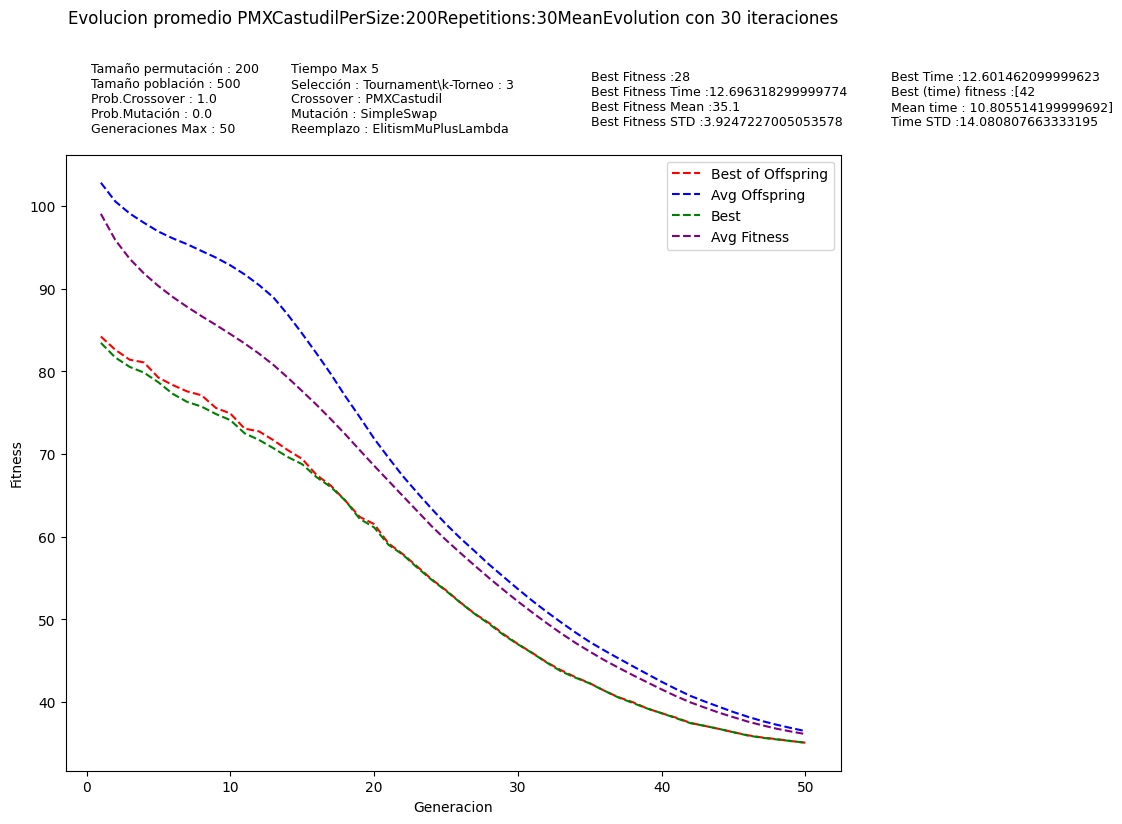 Evolucion promedio PMXCastudilPerSize:200Repetitions:30MeanEvolution con 30 iteraciones
Tamaño permutación : 200
Tamaño población : 500
Prob.Crossover : 1.0
Prob.Mutación : 0.0
Generaciones Max : 50
Tiempo Max 5
Selección : Tournament\k-Torneo : 3
Crossover : PMXCastudil
Mutación : SimpleSwap
Reemplazo : ElitismMuPlusLambda
Best Fitness :28
Best Fitness Time :12.696318299999774
Best Fitness Mean :35.1
Best Fitness STD :3.9247227005053578
Best Time :12.601462099999623
Best (time) fitness :[42
Mean time : 10.805514199999692]
Time STD :14.080807663333195
Best of Offspring
Avg Offspring
Best
Avg Fitness
Fitness
100
90
80
70
60
50
40
0 10 20 30 40 50
Generacion